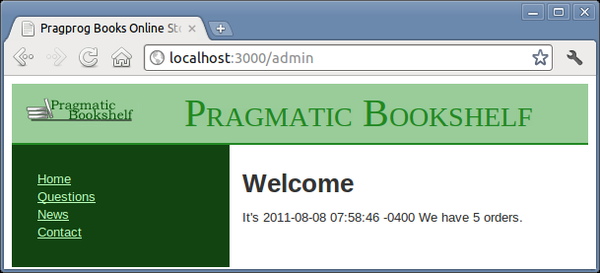 Pragprog Books Online St
localhost:3000/admin
Pragmatic
Bookshelf
PRAGMATIC BOOKSHELF
Home
Questions
News
Contact
Welcome
It's 2011-08-08 07:58:46 -0400 We have 5 orders.